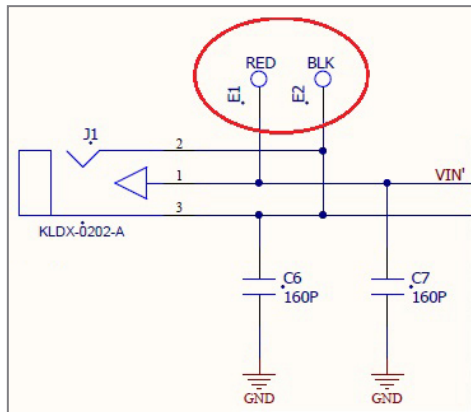 RED BLK
E1 E2
J1
2
1
VIN'
3
KLDX-0202-A
C6 C7
160P 160P
GND GND